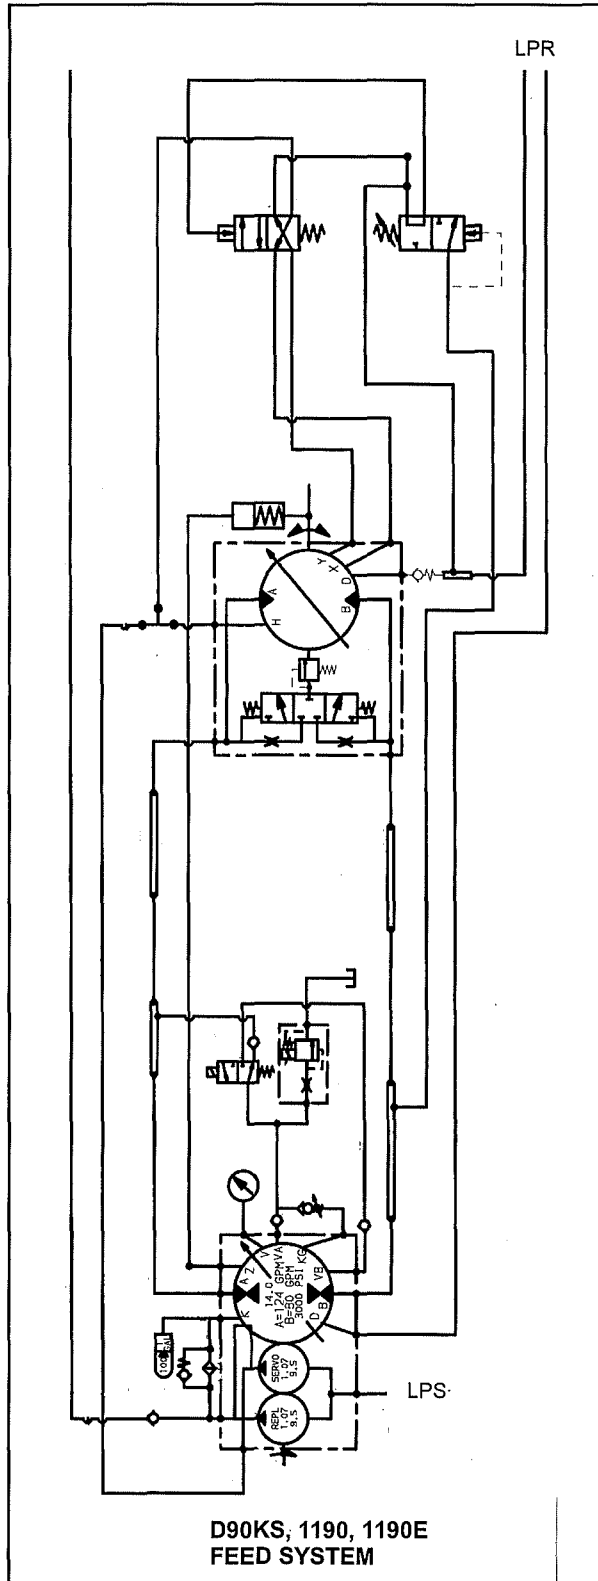 LPR
Y
X
D
A
B
H
K
A
Z
V
VA
KG
VB
B
D
14.0
A=124 GPM
B=80 GPM
3000 PSI
SERVO
1.07
9.5
REPL
1.07
9.5
LPS
D90KS, 1190, 1190E
FEED SYSTEM